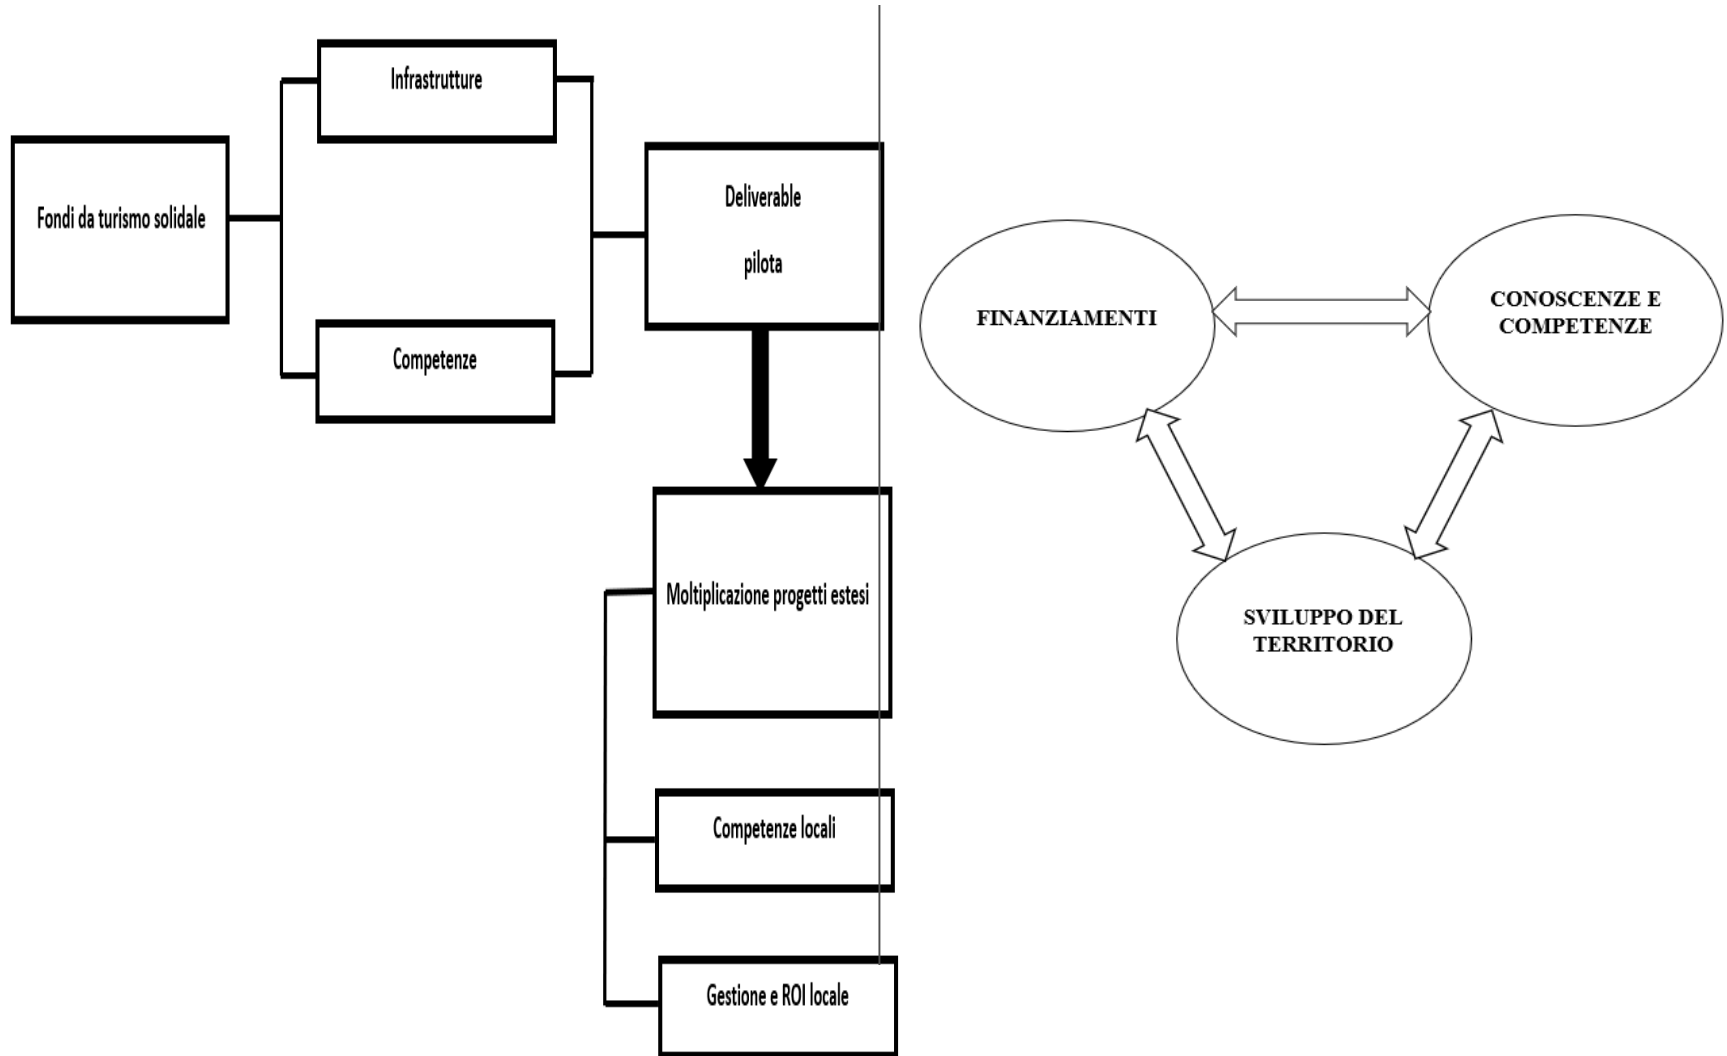 Infrastrutture
Fondi da turismo solidale
Competenze
Deliverable
pilota
Moltiplicazione progetti estesi
Competenze locali
Gestione e ROI locale
FINANZIAMENTI
CONOSCENZE E
COMPETENZE
SVILUPPO DEL
TERRITORIO